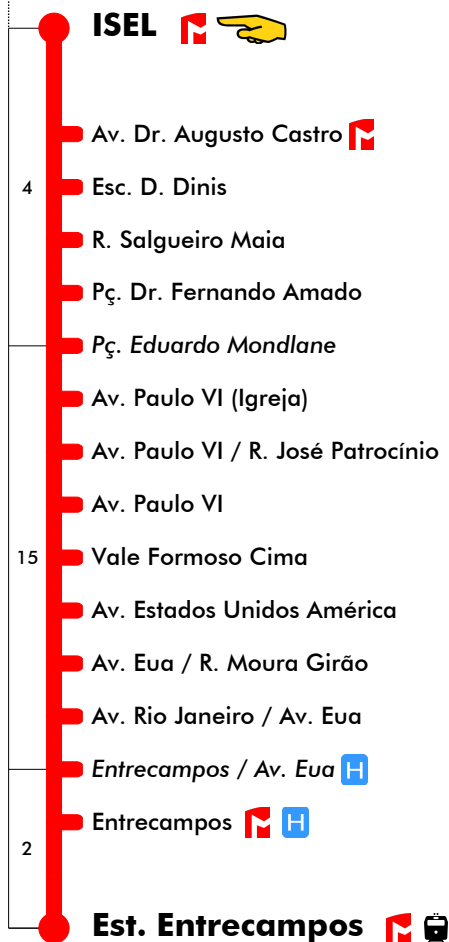 ISEL
Av. Dr. Augusto Castro
4
Esc. D. Dinis
R. Salgueiro Maia
Pç. Dr. Fernando Amado
Pç. Eduardo Mondlane
Av. Paulo VI (Igreja)
Av. Paulo VI / R. José Patrocínio
Av. Paulo VI
15
Vale Formoso Cima
Av. Estados Unidos América
Av. Eua / R. Moura Girão
Av. Rio Janeiro / Av. Eua
Entrecampos / Av. Eua H
Entrecampos H
2
Est. Entrecampos